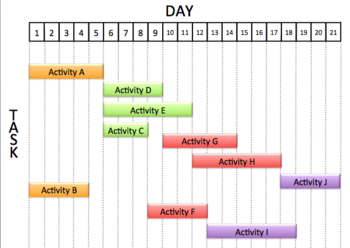 DAY
1 2 3 4 5 6 7 8 9 10 11 12 13 14 15 16 17 18 19 20 21
Activity A
Activity D
Activity E
Activity C
Activity G
Activity H
Activity J
Activity B
Activity F
Activity I
TASK